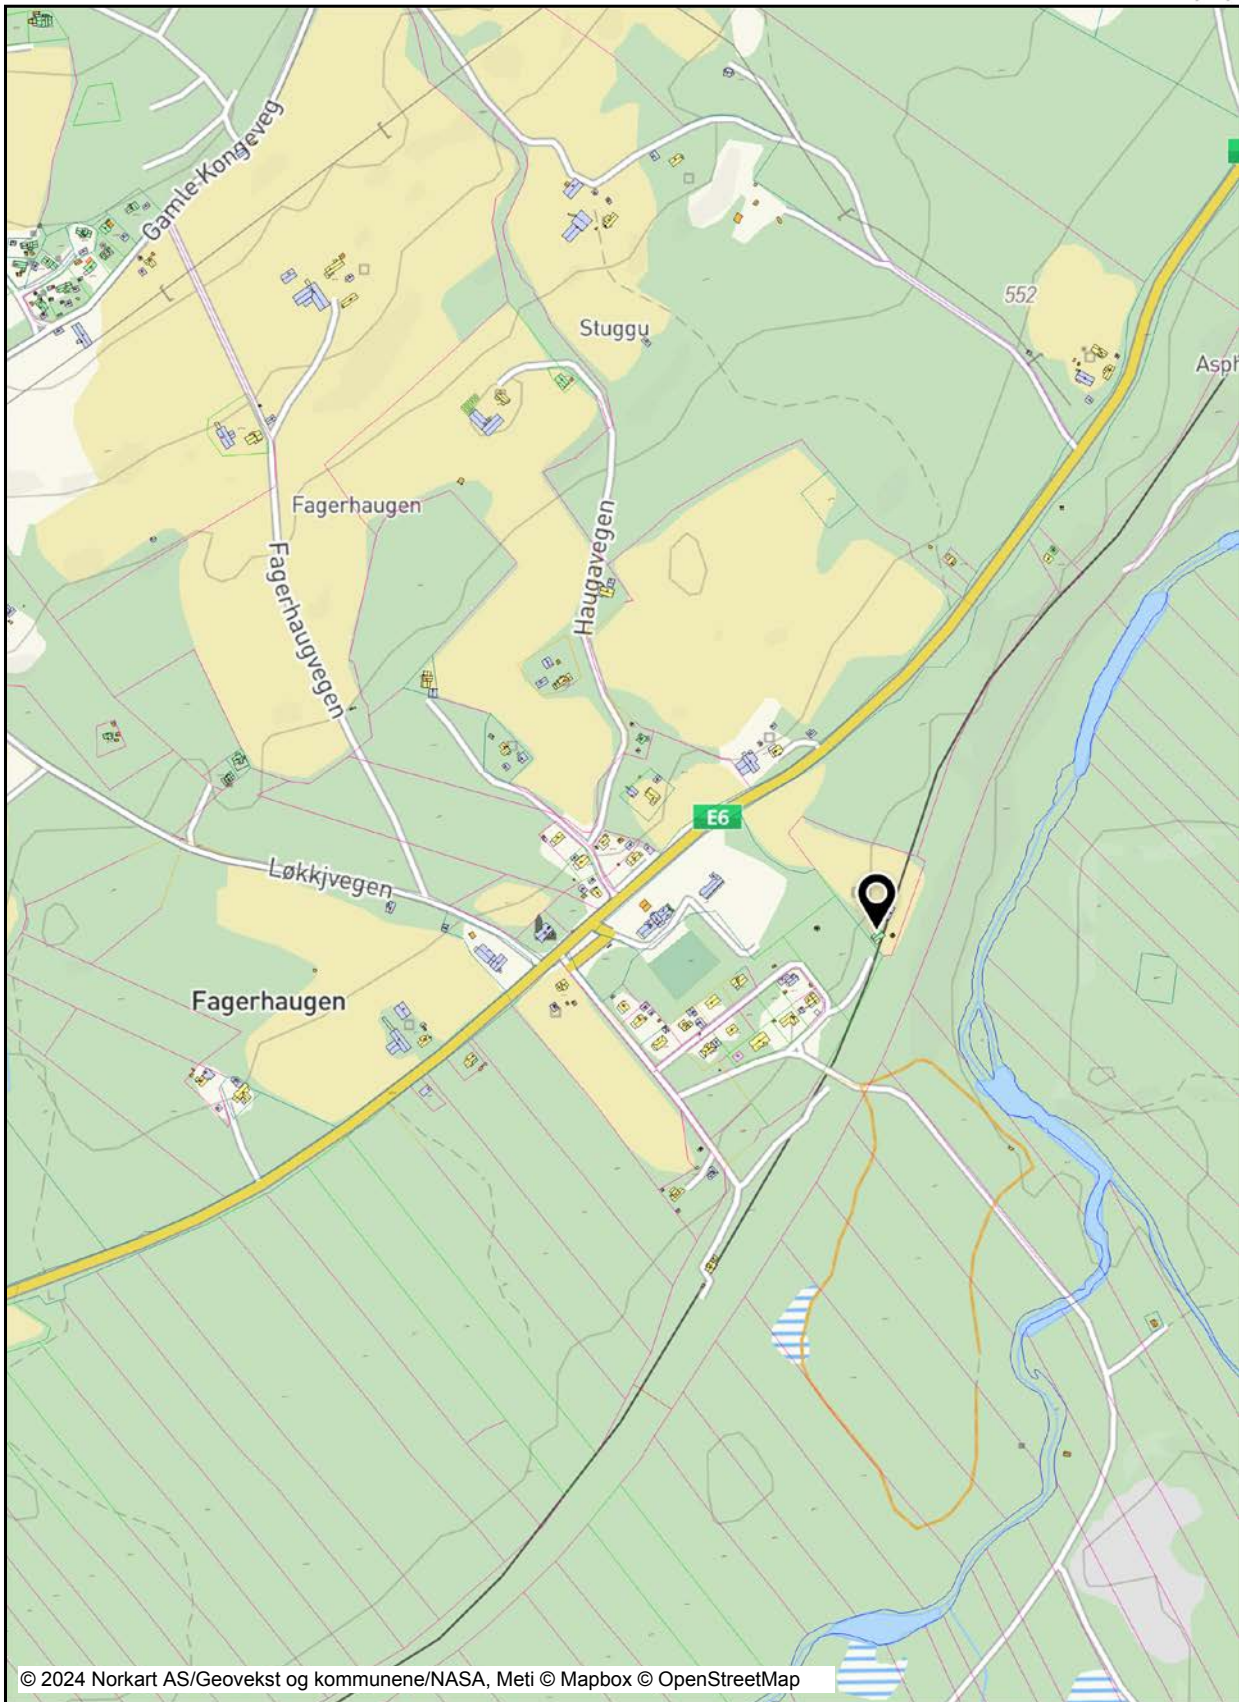 Gamle Kongeveg
552
Stuggu
Fagerhaugen
Haugavegen
Fagerhaugvegen
E6
Løkkjvegen
Fagerhaugen
© 2024 Norkart AS/Geovekst og kommunene/NASA, Meti © Mapbox © OpenStreetMap